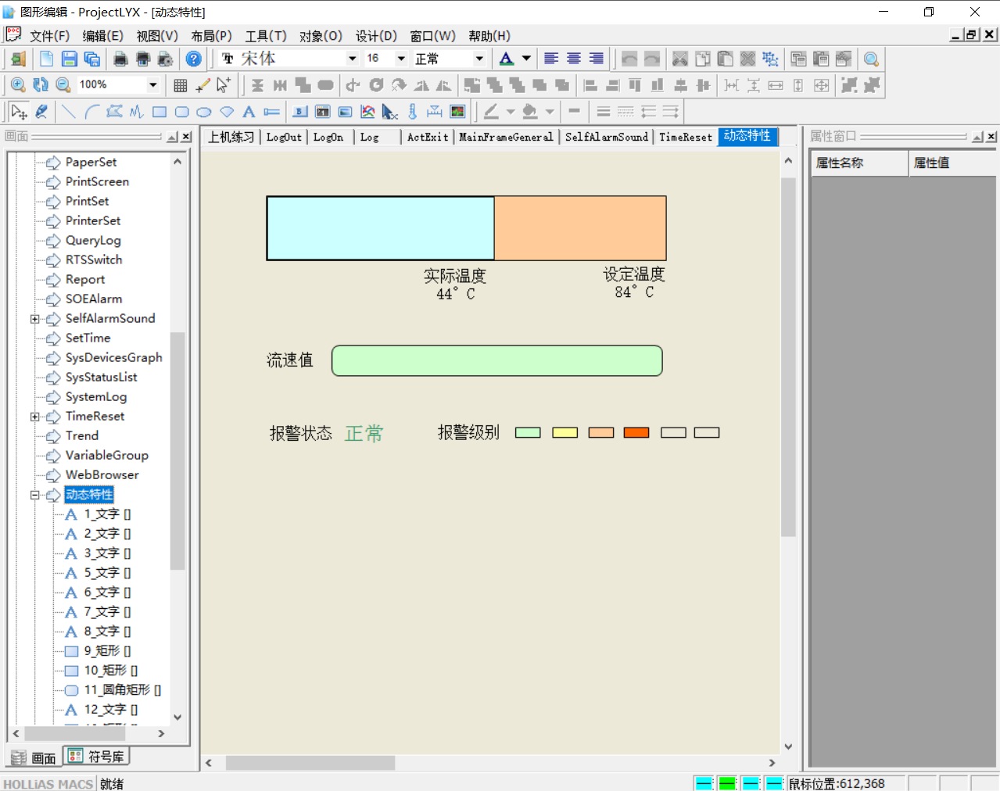 图形编辑 - ProjectLYX - [动态特性]
文件(F) 编辑(E) 视图(V) 布局(P) 工具(T) 对象(O) 设计(D) 窗口(W) 帮助(H)
宋体 16 正常
100%
画面
上机练习 LogOut LogOn Log ActExit MainFrameGeneral SelfAlarmSound TimeReset 动态特性
属性窗口
属性名称 属性值
PaperSet
PrintScreen
PrintSet
PrinterSet
QueryLog
RTSSwitch
Report
SOEAlarm
SelfAlarmSound
SetTime
SysDevicesGraph
SysStatusList
SystemLog
TimeReset
Trend
VariableGroup
WebBrowser
动态特性
1_文字 []
2_文字 []
3_文字 []
5_文字 []
6_文字 []
7_文字 []
8_文字 []
9_矩形 []
10_矩形 []
11_圆角矩形 []
12_文字 []
画面 符号库
实际温度
44° C
设定温度
84° C
流速值
报警状态 正常 报警级别
HOLLiAS MACS 就绪 鼠标位置:612,368